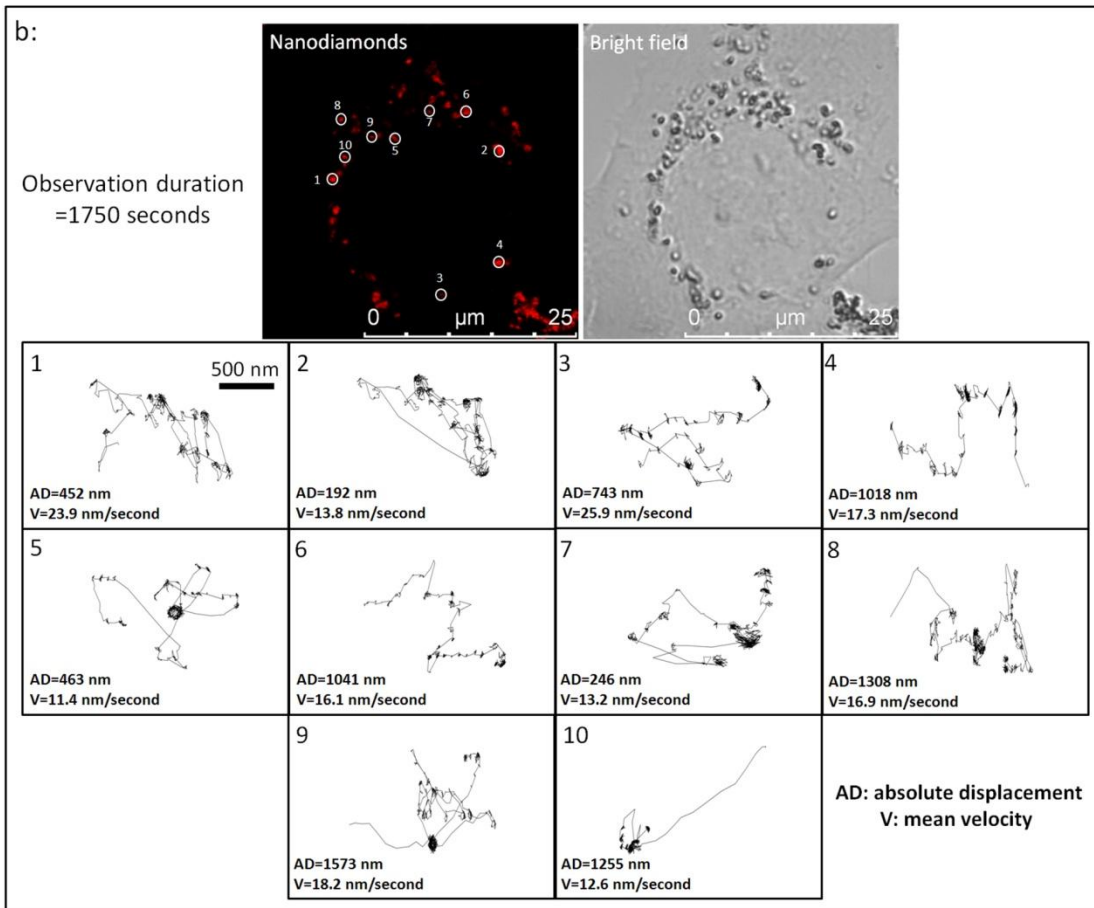 b:
Nanodiamonds
Bright field
8
6
7
9
5
10
2
1
4
3
0 μm 25
0 μm 25
Observation duration
=1750 seconds
1
500 nm
AD=452 nm
V=23.9 nm/second
2
AD=192 nm
V=13.8 nm/second
3
AD=743 nm
V=25.9 nm/second
4
AD=1018 nm
V=17.3 nm/second
5
AD=463 nm
V=11.4 nm/second
6
AD=1041 nm
V=16.1 nm/second
7
AD=246 nm
V=13.2 nm/second
8
AD=1308 nm
V=16.9 nm/second
9
AD=1573 nm
V=18.2 nm/second
10
AD=1255 nm
V=12.6 nm/second
AD: absolute displacement
V: mean velocity